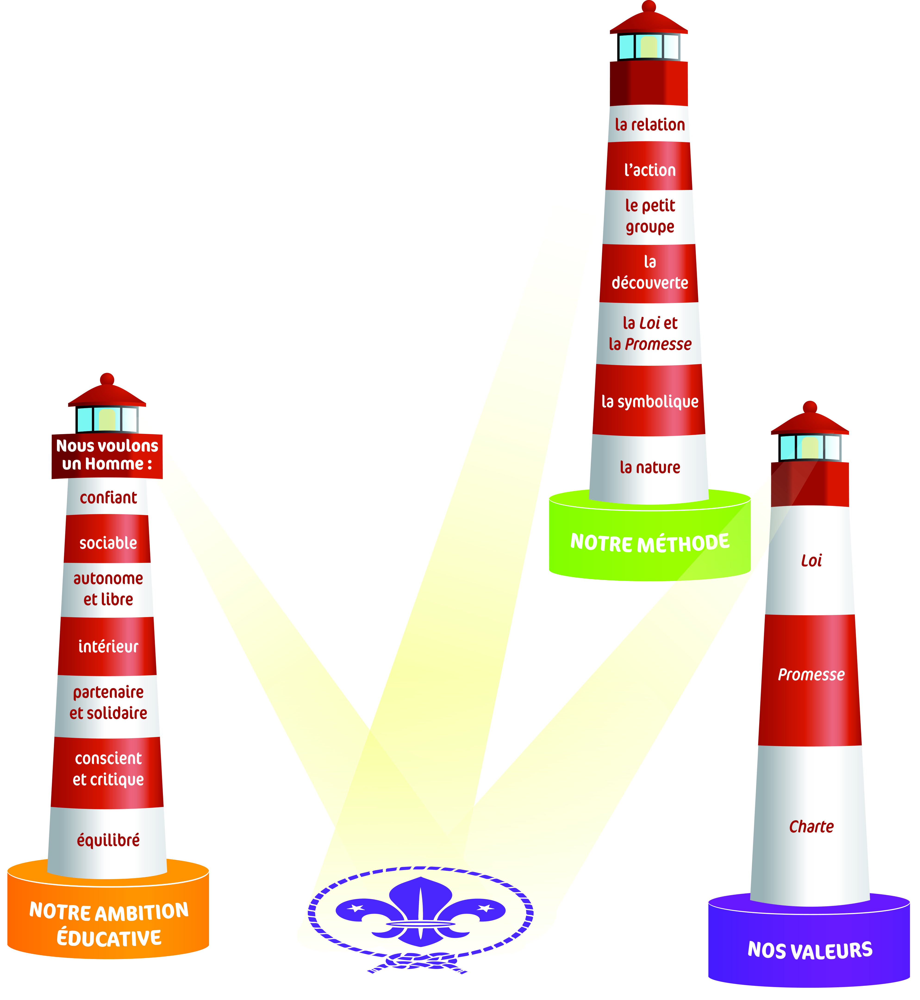 Nous voulons
un Homme :
confiant
sociable
autonome
et libre
intérieur
partenaire
et solidaire
conscient
et critique
équilibré
NOTRE AMBITION
ÉDUCATIVE
la relation
l’action
le petit
groupe
la
découverte
la Loi et
la Promesse
la symbolique
la nature
NOTRE MÉTHODE
Loi
Promesse
Charte
NOS VALEURS